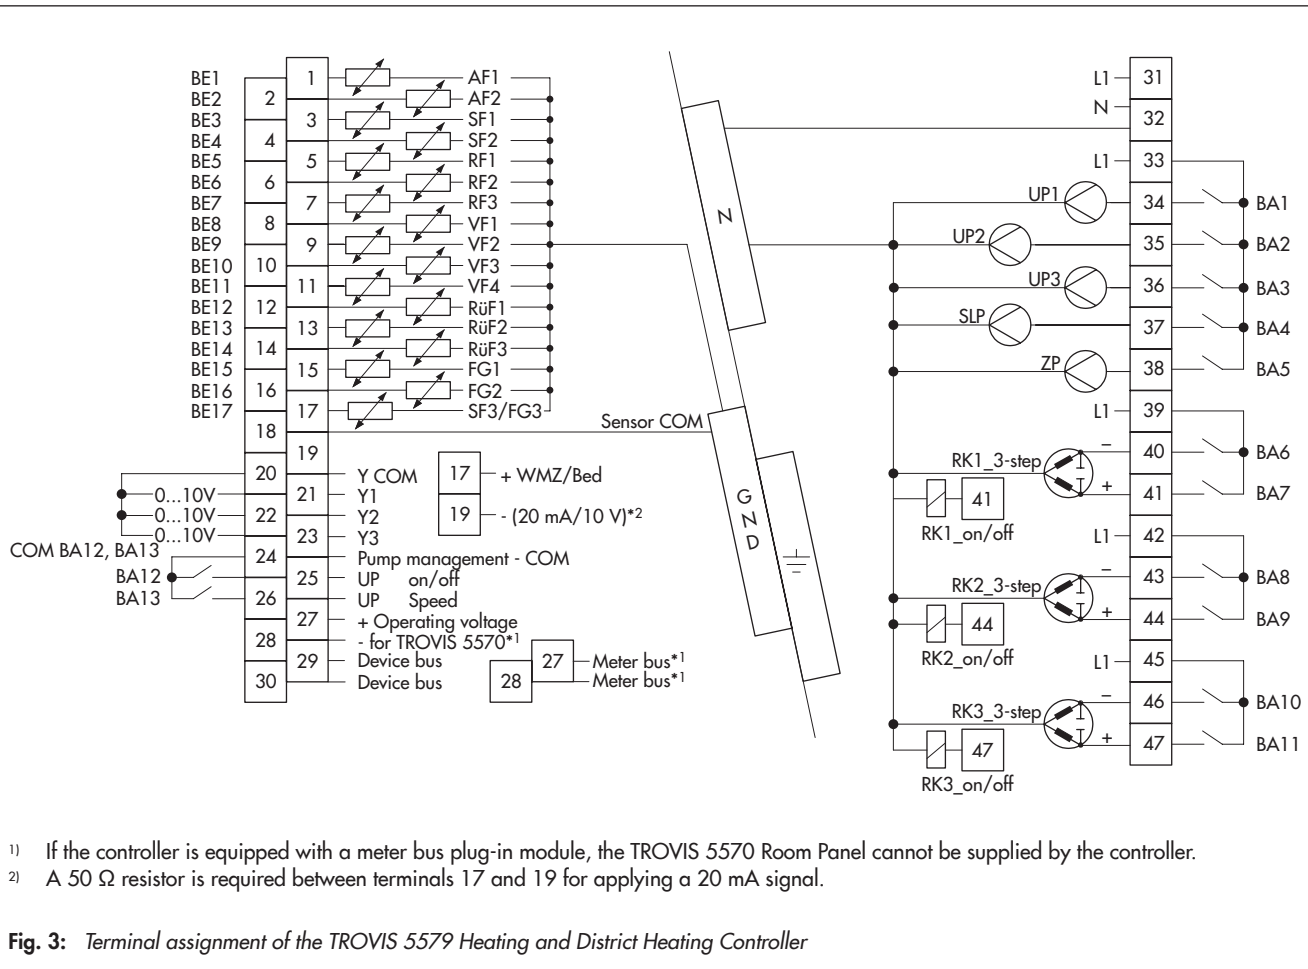 BE1 1 AF1
BE2 2 AF2
BE3 3 SF1
BE4 4 SF2
BE5 5 RF1
BE6 6 RF2
BE7 7 RF3
BE8 8 VF1
BE9 9 VF2
BE10 10 VF3
BE11 11 VF4
BE12 12 RüF1
BE13 13 RüF2
BE14 14 RüF3
BE15 15 FG1
BE16 16 FG2
BE17 17 SF3/FG3
18 Sensor COM
19
20 Y COM
0...10V 21 Y1
0...10V 22 Y2
0...10V 23 Y3
COM BA12, BA13 24 Pump management - COM
BA12 25 UP on/off
BA13 26 UP Speed
27 + Operating voltage
28 - for TROVIS 5570*1
29 Device bus
30 Device bus
17 + WMZ/Bed
19 - (20 mA/10 V)*2
27 Meter bus*1
28 Meter bus*1
N
GND
L1 31
N 32
L1 33
UP1 34 BA1
UP2 35 BA2
UP3 36 BA3
SLP 37 BA4
ZP 38 BA5
L1 39
RK1_3-step – 40 BA6
41 + 41 BA7
RK1_on/off
L1 42
RK2_3-step – 43 BA8
44 + 44 BA9
RK2_on/off
L1 45
RK3_3-step – 46 BA10
47 + 47 BA11
RK3_on/off
1) If the controller is equipped with a meter bus plug-in module, the TROVIS 5570 Room Panel cannot be supplied by the controller.
2) A 50 Ω resistor is required between terminals 17 and 19 for applying a 20 mA signal.
Fig. 3: Terminal assignment of the TROVIS 5579 Heating and District Heating Controller